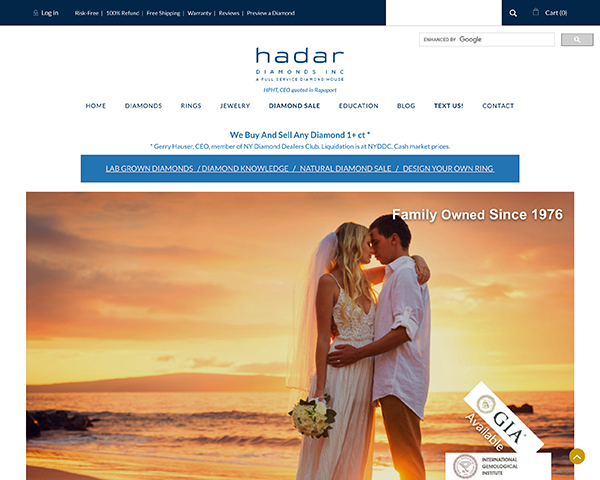 Log in
Risk-Free | 100% Refund | Free Shipping | Warranty | Reviews | Preview a Diamond
Cart (0)
ENHANCED BY Google
hadar
DIAMONDS INC
A FULL SERVICE DIAMOND HOUSE
HPHT, CEO quoted in Rapaport
HOME DIAMONDS RINGS JEWELRY DIAMOND SALE EDUCATION BLOG TEXT US! CONTACT
We Buy And Sell Any Diamond 1+ ct *
* Gerry Hauser, CEO, member of NY Diamond Dealers Club. Liquidation is at NYDDC. Cash market prices.
LAB GROWN DIAMONDS / DIAMOND KNOWLEDGE / NATURAL DIAMOND SALE / DESIGN YOUR OWN RING
Family Owned Since 1976
GIA
Available
INTERNATIONAL
GEMOLOGICAL
INSTITUTE